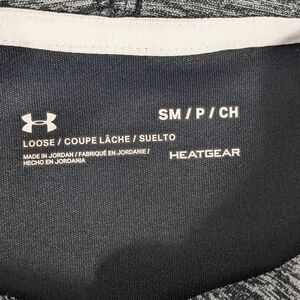 SM / P / CH
LOOSE / COUPE LÂCHE / SUELTO
MADE IN JORDAN / FABRIQUÉ EN JORDANIE /
HECHO EN JORDANIA
HEATGEAR